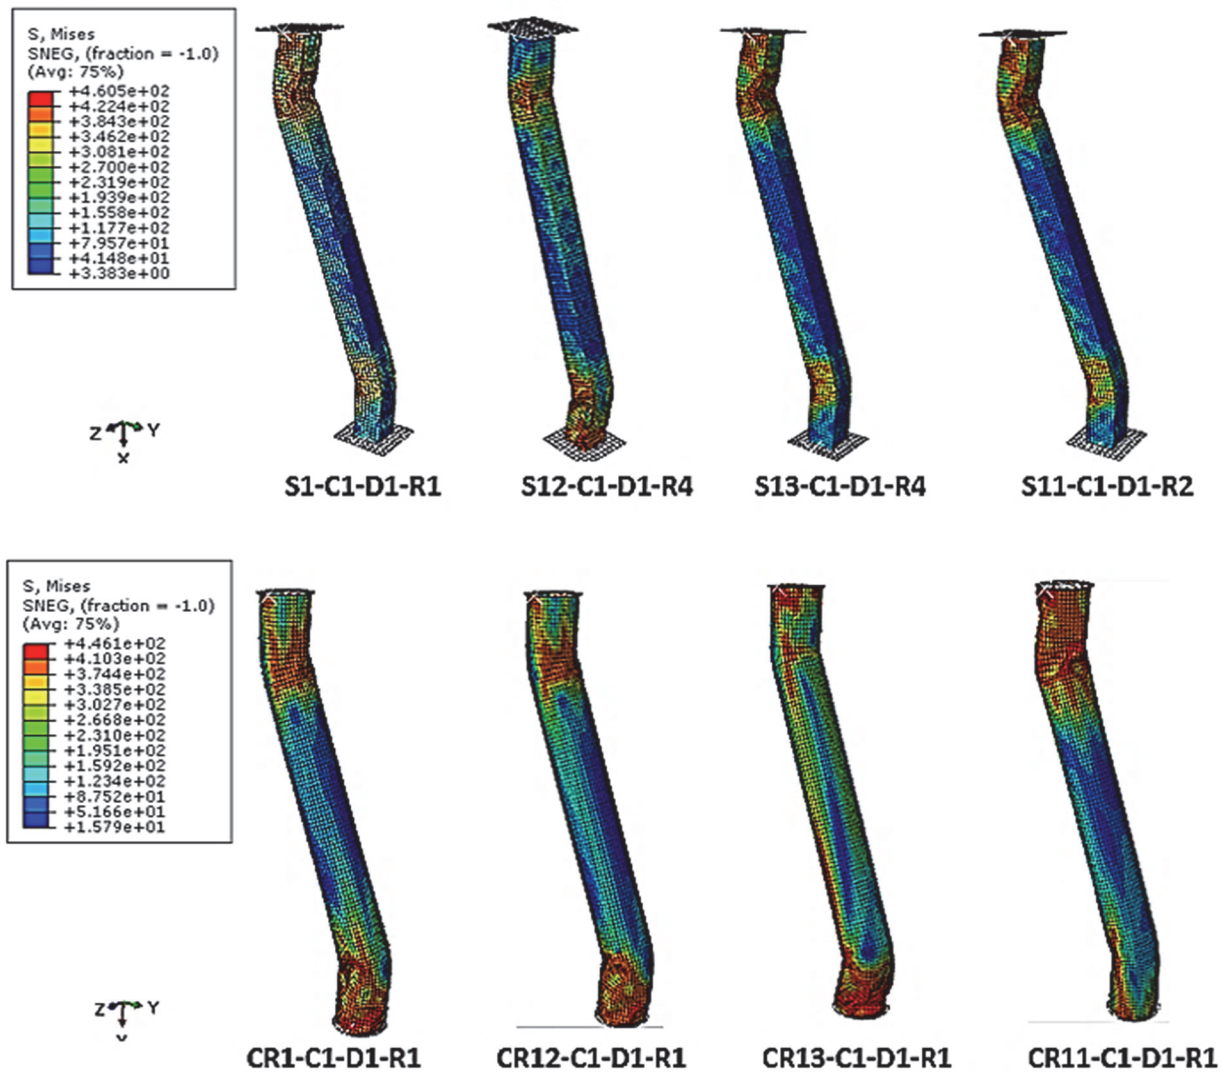 S, Mises
SNEG, (fraction = -1.0)
(Avg: 75%)
+4.605e+02
+4.224e+02
+3.843e+02
+3.462e+02
+3.081e+02
+2.700e+02
+2.319e+02
+1.939e+02
+1.558e+02
+1.177e+02
+7.957e+01
+4.148e+01
+3.383e+00
Z Y
X
S1-C1-D1-R1 S12-C1-D1-R4 S13-C1-D1-R4 S11-C1-D1-R2
S, Mises
SNEG, (fraction = -1.0)
(Avg: 75%)
+4.461e+02
+4.103e+02
+3.744e+02
+3.385e+02
+3.027e+02
+2.668e+02
+2.310e+02
+1.951e+02
+1.592e+02
+1.234e+02
+8.752e+01
+5.166e+01
+1.579e+01
Z Y
CR1-C1-D1-R1 CR12-C1-D1-R1 CR13-C1-D1-R1 CR11-C1-D1-R1